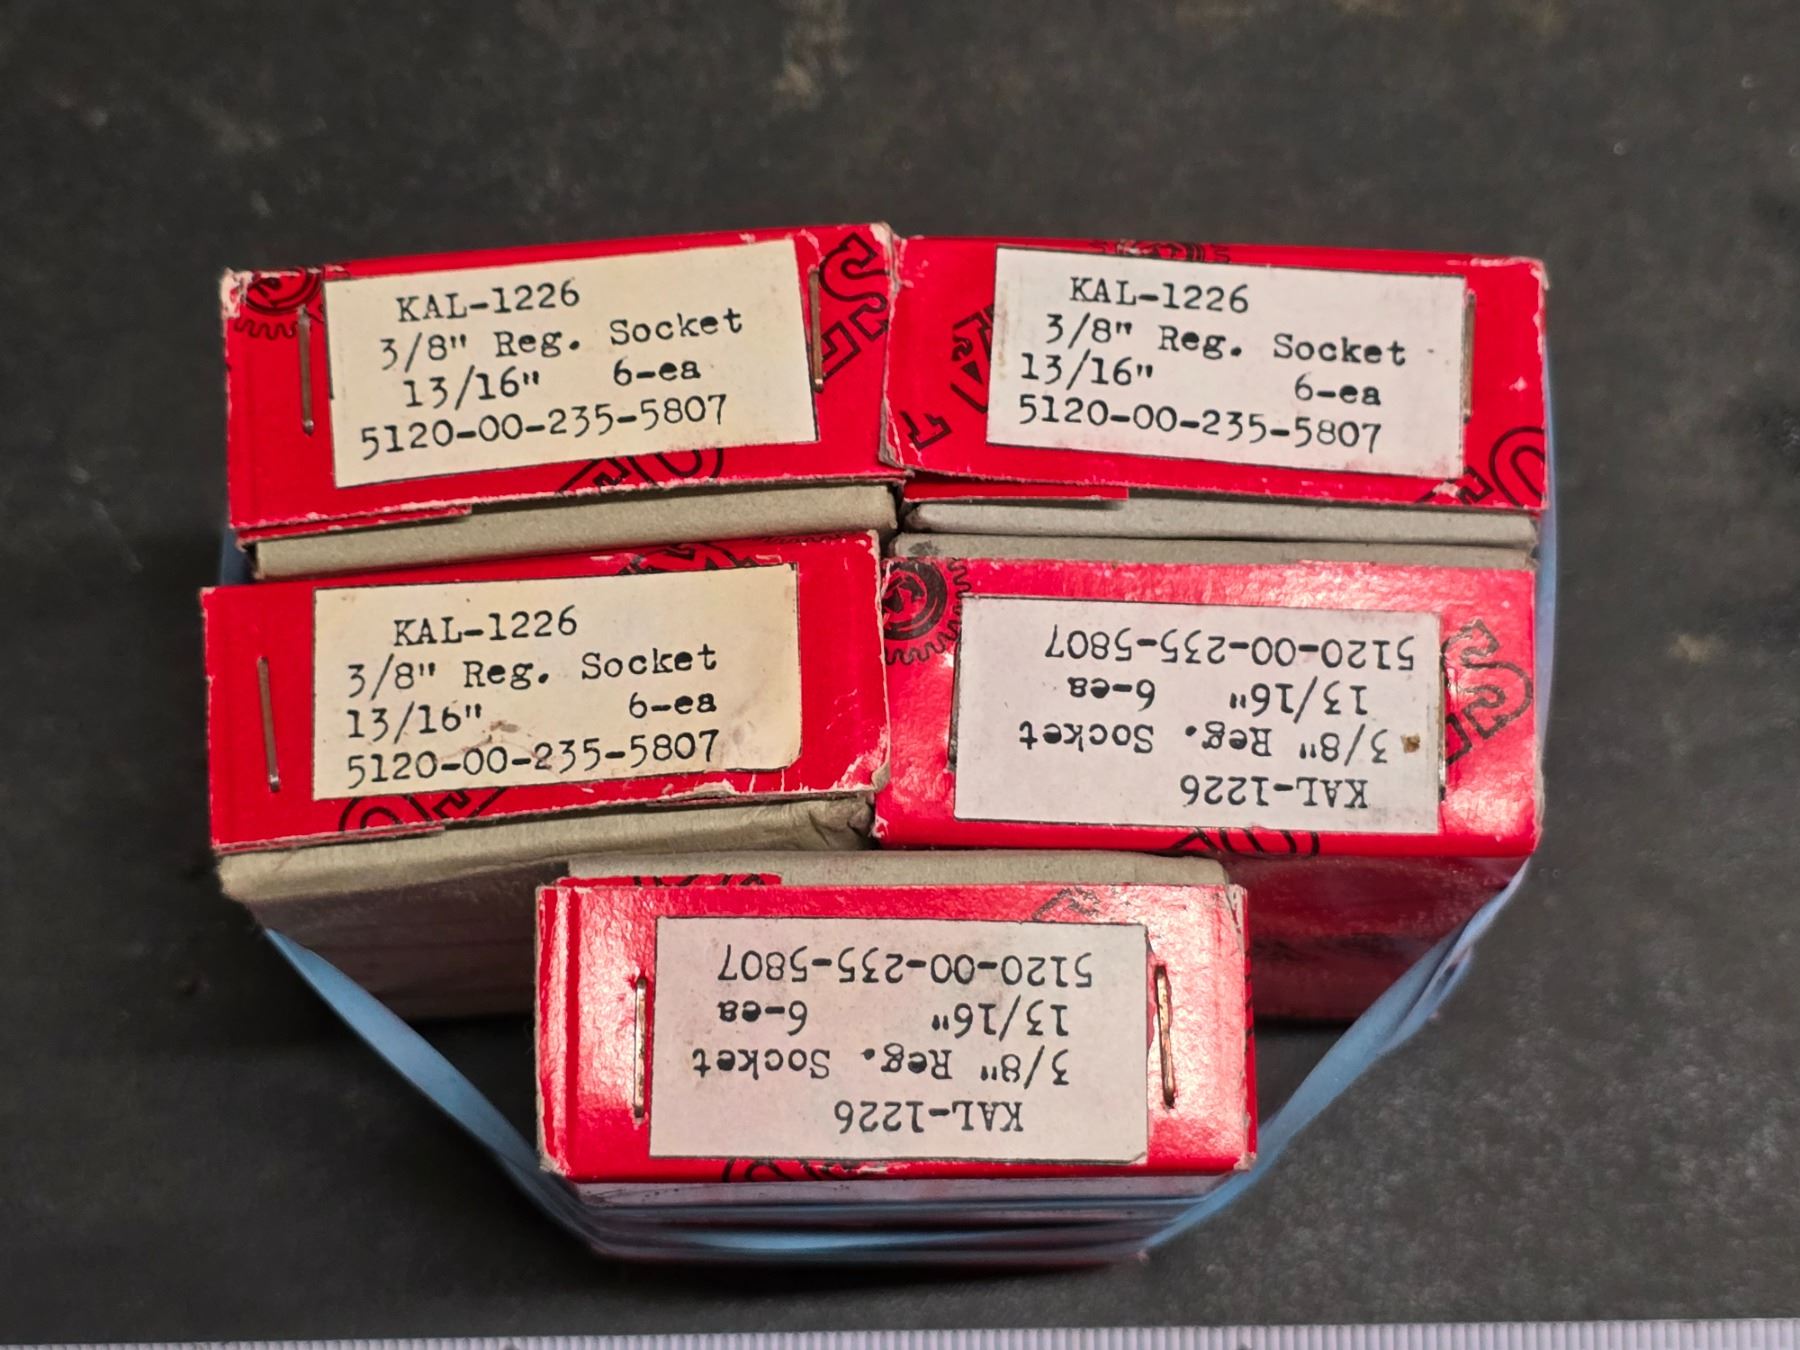 KAL-1226
3/8" Reg. Socket
13/16" 6-ea
5120-00-235-5807
KAL-1226
3/8" Reg. Socket
13/16" 6-ea
5120-00-235-5807
KAL-1226
3/8" Reg. Socket
13/16" 6-ea
5120-00-235-5807
KAL-1226
3/8" Reg. Socket
13/16" 6-ea
5120-00-235-5807
KAL-1226
3/8" Reg. Socket
13/16" 6-ea
5120-00-235-5807